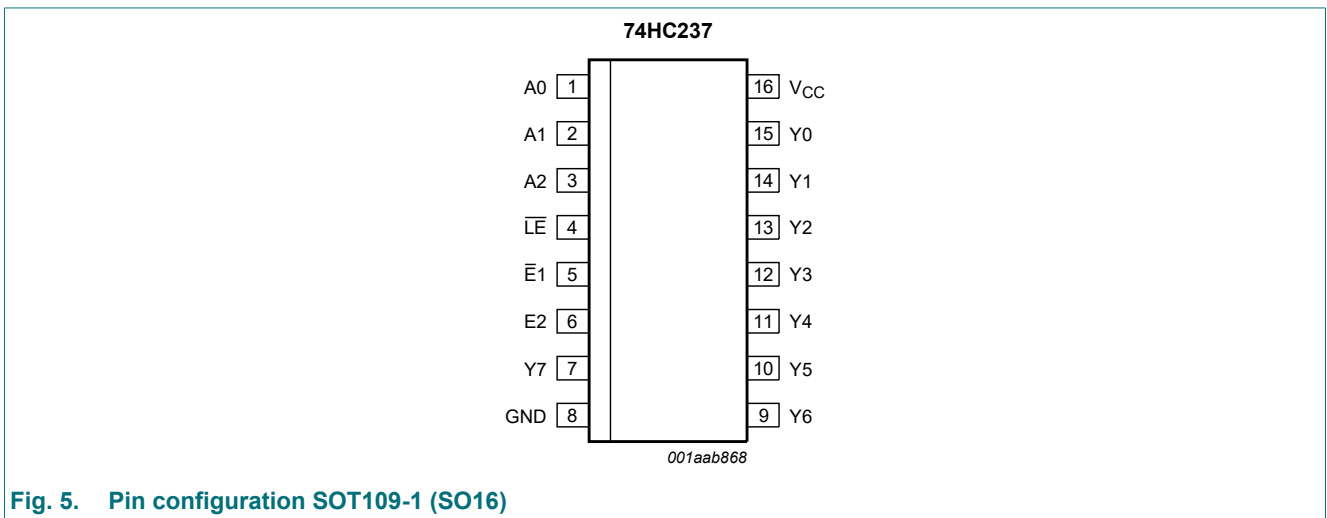 74HC237
A0 1 16 VCC
A1 2 15 Y0
A2 3 14 Y1
L̅E̅ 4 13 Y2
E̅1 5 12 Y3
E2 6 11 Y4
Y7 7 10 Y5
GND 8 9 Y6
001aab868
Fig. 5. Pin configuration SOT109-1 (SO16)